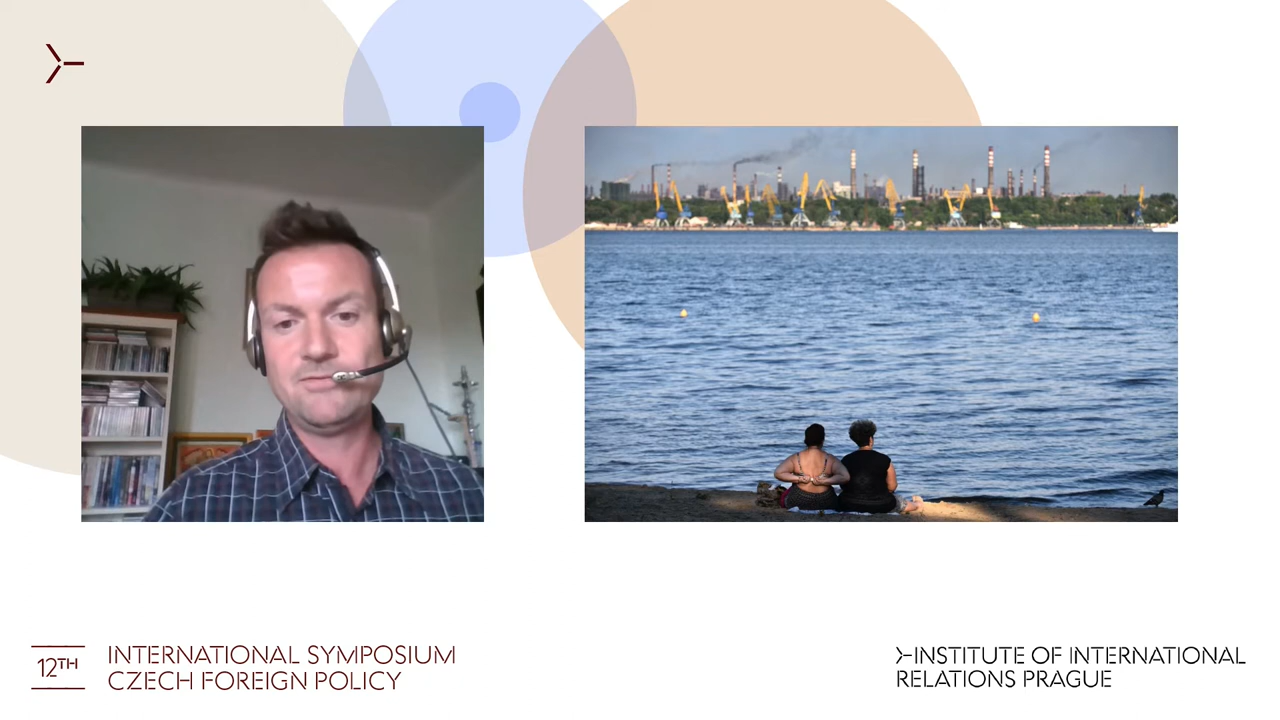 12TH
INTERNATIONAL SYMPOSIUM
CZECH FOREIGN POLICY
INSTITUTE OF INTERNATIONAL
RELATIONS PRAGUE